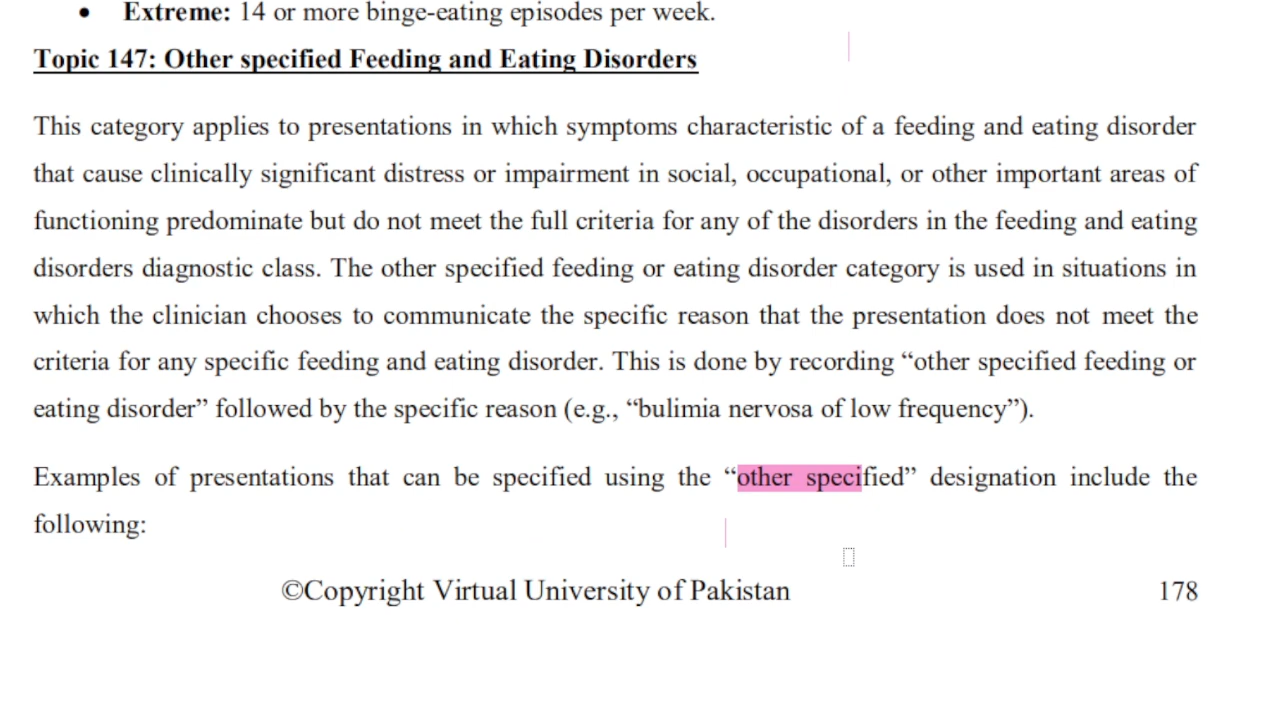 • Extreme: 14 or more binge-eating episodes per week.
Topic 147: Other specified Feeding and Eating Disorders
This category applies to presentations in which symptoms characteristic of a feeding and eating disorder
that cause clinically significant distress or impairment in social, occupational, or other important areas of
functioning predominate but do not meet the full criteria for any of the disorders in the feeding and eating
disorders diagnostic class. The other specified feeding or eating disorder category is used in situations in
which the clinician chooses to communicate the specific reason that the presentation does not meet the
criteria for any specific feeding and eating disorder. This is done by recording “other specified feeding or
eating disorder” followed by the specific reason (e.g., “bulimia nervosa of low frequency”).
Examples of presentations that can be specified using the “other specified” designation include the
following:
©Copyright Virtual University of Pakistan 178